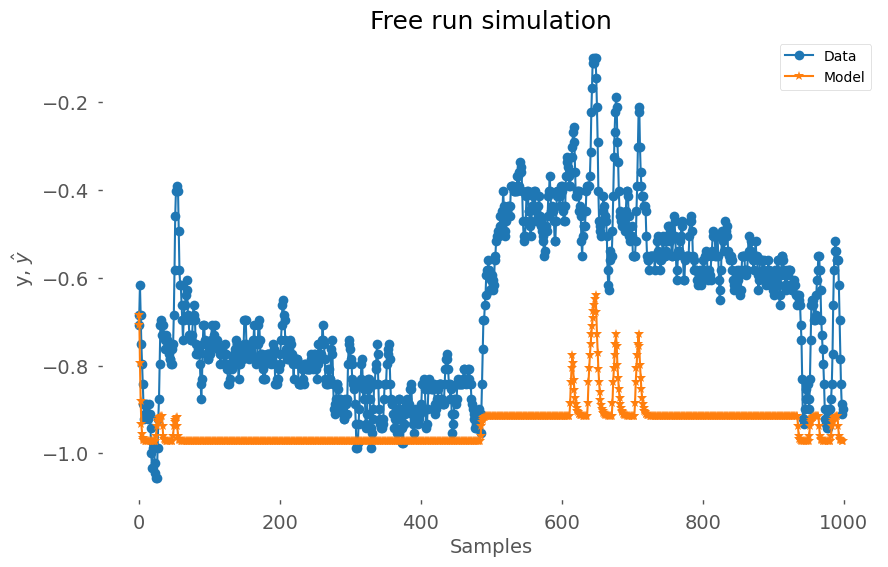 Free run simulation
Data
Model
−0.2
−0.4
−0.6
−0.8
−1.0
y, ŷ
0
200
400
600
800
1000
Samples